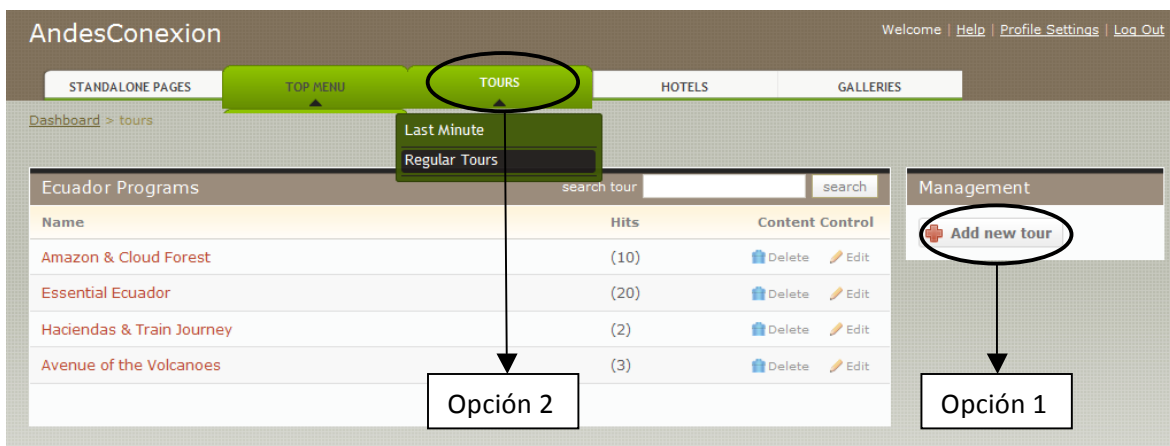 AndesConexion
Welcome | Help | Profile Settings | Log Out
STANDALONE PAGES TOP MENU TOURS HOTELS GALLERIES
Dashboard > tours
Last Minute
Regular Tours
Ecuador Programs search tour search
Name Hits Content Control
Amazon & Cloud Forest (10) Delete Edit
Essential Ecuador (20) Delete Edit
Haciendas & Train Journey (2) Delete Edit
Avenue of the Volcanoes (3) Delete Edit
Management
Add new tour
Opción 2
Opción 1